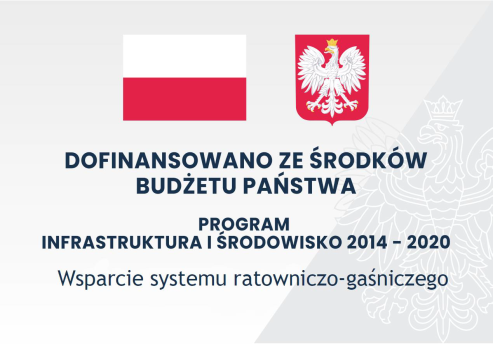 DOFINANSOWANO ZE ŚRODKÓW
BUDŻETU PAŃSTWA
PROGRAM
INFRASTRUKTURA I ŚRODOWISKO 2014 - 2020
Wsparcie systemu ratowniczo-gaśniczego